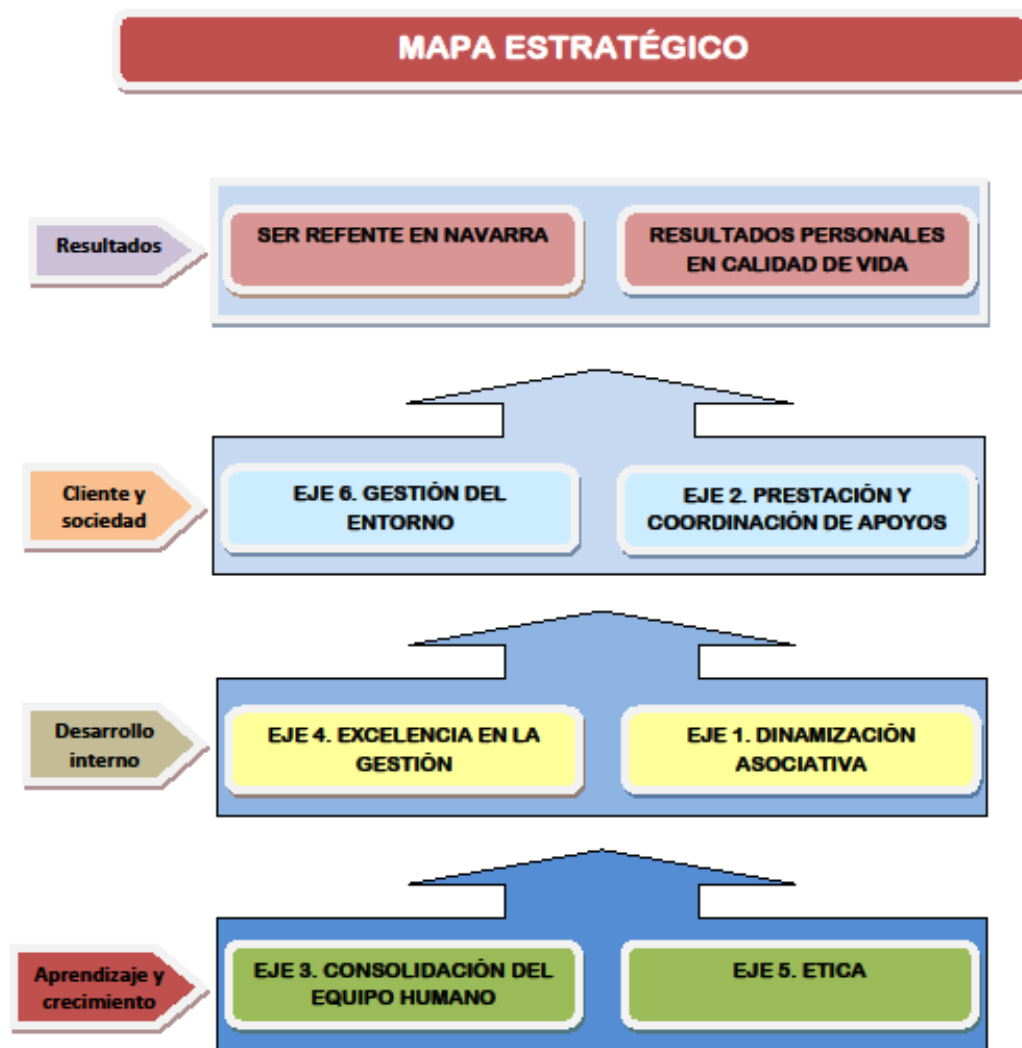 MAPA ESTRATÉGICO
Resultados
SER REFENTE EN NAVARRA
RESULTADOS PERSONALES
EN CALIDAD DE VIDA
Cliente y
sociedad
EJE 6. GESTIÓN DEL
ENTORNO
EJE 2. PRESTACIÓN Y
COORDINACIÓN DE APOYOS
Desarrollo
interno
EJE 4. EXCELENCIA EN LA
GESTIÓN
EJE 1. DINAMIZACIÓN
ASOCIATIVA
Aprendizaje y
crecimiento
EJE 3. CONSOLIDACIÓN DEL
EQUIPO HUMANO
EJE 5. ETICA